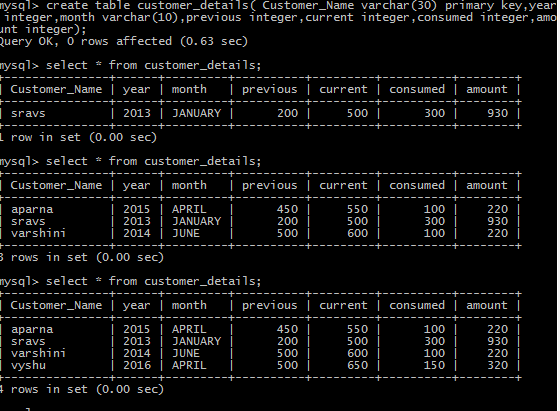 mysql> create table customer_details( Customer_Name varchar(30) primary key,year
 integer,month varchar(10),previous integer,current integer,consumed integer,amo
unt integer);
Query OK, 0 rows affected (0.63 sec)
mysql> select * from customer_details;
+---------------+------+---------+----------+---------+----------+--------+
| Customer_Name | year | month   | previous | current | consumed | amount |
+---------------+------+---------+----------+---------+----------+--------+
| sravs         | 2013 | JANUARY |      200 |     500 |      300 |    930 |
+---------------+------+---------+----------+---------+----------+--------+
1 row in set (0.00 sec)
mysql> select * from customer_details;
+---------------+------+---------+----------+---------+----------+--------+
| Customer_Name | year | month   | previous | current | consumed | amount |
+---------------+------+---------+----------+---------+----------+--------+
| aparna        | 2015 | APRIL   |      450 |     550 |      100 |    220 |
| sravs         | 2013 | JANUARY |      200 |     500 |      300 |    930 |
| varshini      | 2014 | JUNE    |      500 |     600 |      100 |    220 |
+---------------+------+---------+----------+---------+----------+--------+
3 rows in set (0.00 sec)
mysql> select * from customer_details;
+---------------+------+---------+----------+---------+----------+--------+
| Customer_Name | year | month   | previous | current | consumed | amount |
+---------------+------+---------+----------+---------+----------+--------+
| aparna        | 2015 | APRIL   |      450 |     550 |      100 |    220 |
| sravs         | 2013 | JANUARY |      200 |     500 |      300 |    930 |
| varshini      | 2014 | JUNE    |      500 |     600 |      100 |    220 |
| vyshu         | 2016 | APRIL   |      500 |     650 |      150 |    320 |
+---------------+------+---------+----------+---------+----------+--------+
4 rows in set (0.00 sec)